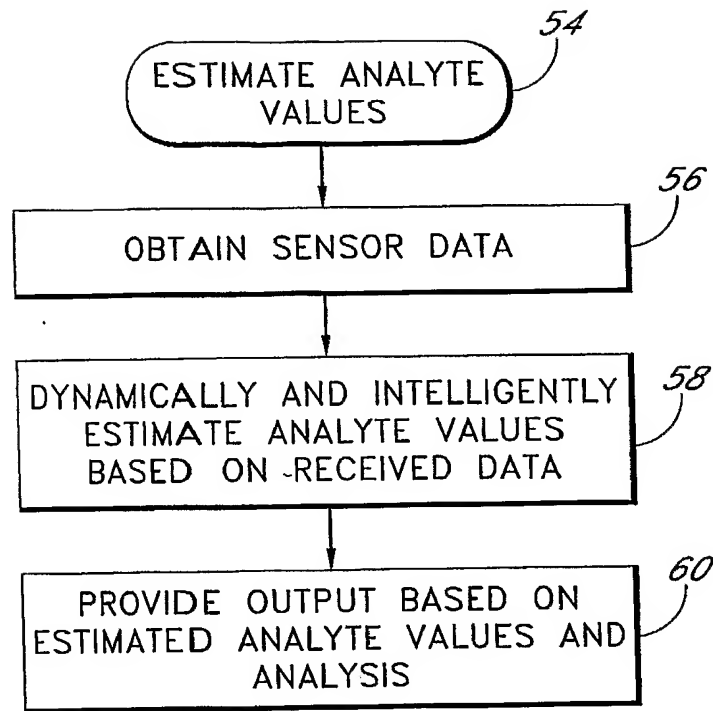 54
ESTIMATE ANALYTE
VALUES
56
OBTAIN SENSOR DATA
58
DYNAMICALLY AND INTELLIGENTLY
ESTIMATE ANALYTE VALUES
BASED ON RECEIVED DATA
60
PROVIDE OUTPUT BASED ON
ESTIMATED ANALYTE VALUES AND
ANALYSIS